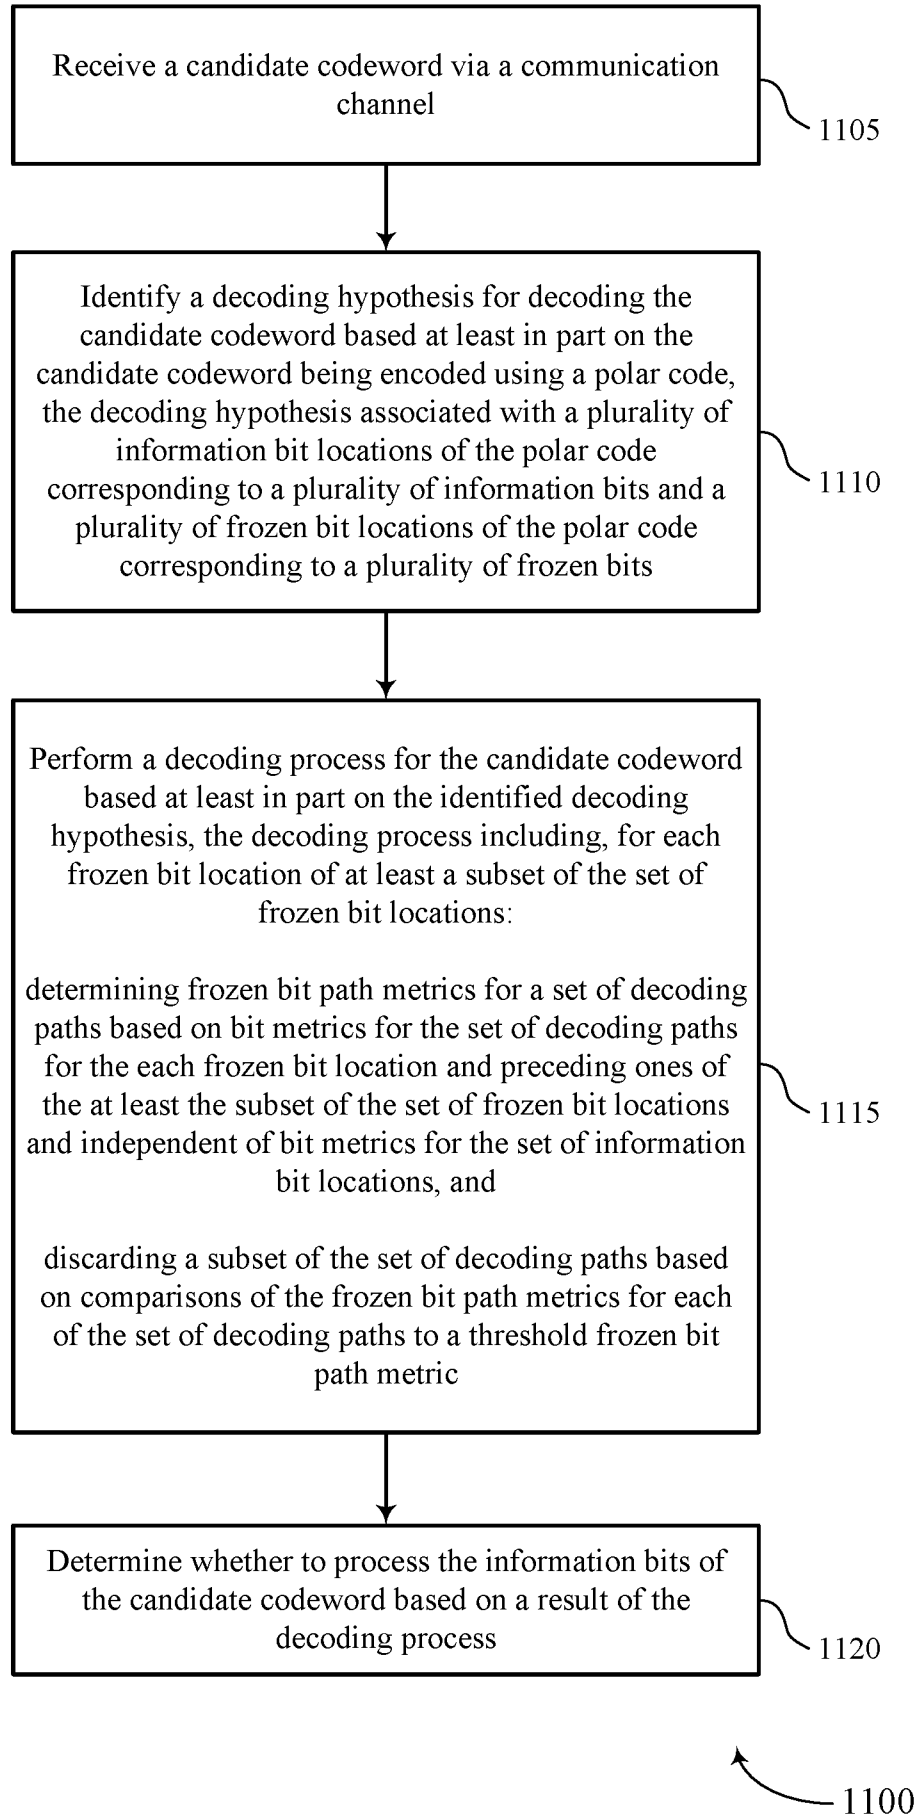 Receive a candidate codeword via a communication
channel
1105
Identify a decoding hypothesis for decoding the
candidate codeword based at least in part on the
candidate codeword being encoded using a polar code,
the decoding hypothesis associated with a plurality of
information bit locations of the polar code
corresponding to a plurality of information bits and a
plurality of frozen bit locations of the polar code
corresponding to a plurality of frozen bits
1110
Perform a decoding process for the candidate codeword
based at least in part on the identified decoding
hypothesis, the decoding process including, for each
frozen bit location of at least a subset of the set of
frozen bit locations:
determining frozen bit path metrics for a set of decoding
paths based on bit metrics for the set of decoding paths
for the each frozen bit location and preceding ones of
the at least the subset of the set of frozen bit locations
and independent of bit metrics for the set of information
bit locations, and
discarding a subset of the set of decoding paths based
on comparisons of the frozen bit path metrics for each
of the set of decoding paths to a threshold frozen bit
path metric
1115
Determine whether to process the information bits of
the candidate codeword based on a result of the
decoding process
1120
1100